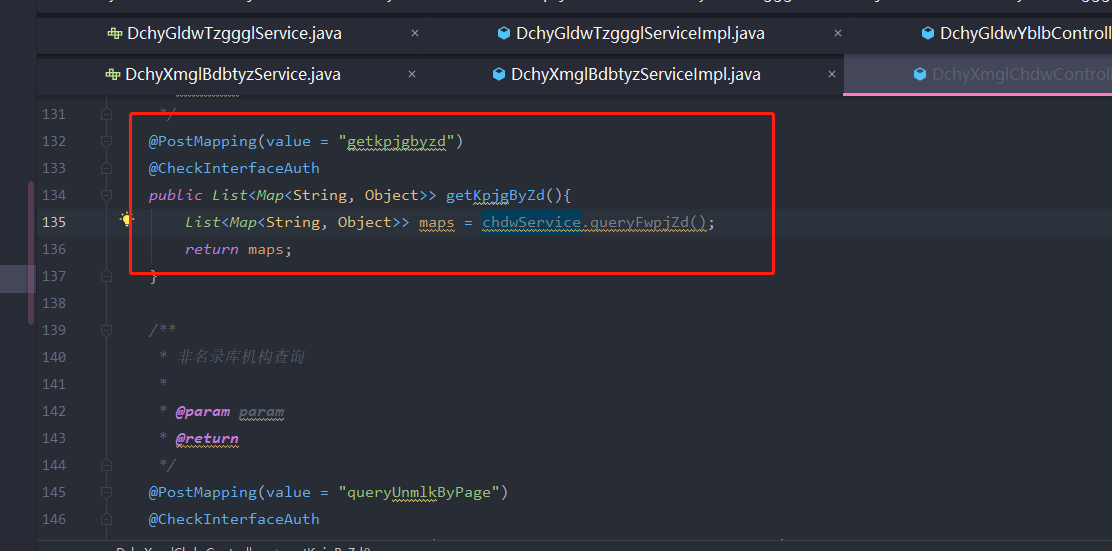 DchyGldwTzggglService.java × DchyGldwTzggglServiceImpl.java × DchyGldwYblbControll
DchyXmglBdbtyzService.java × DchyXmglBdbtyzServiceImpl.java × DchyXmglChdwControll
131 */
132 @PostMapping(value = "getkpjgbyzd")
133 @CheckInterfaceAuth
134 public List<Map<String, Object>> getKpjgByZd(){
135 List<Map<String, Object>> maps = chdwService.queryFwpjZd();
136 return maps;
137 }
138
139 /**
140 * 非名录库机构查询
141 *
142 * @param param
143 * @return
144 */
145 @PostMapping(value = "queryUnmlkByPage")
146 @CheckInterfaceAuth